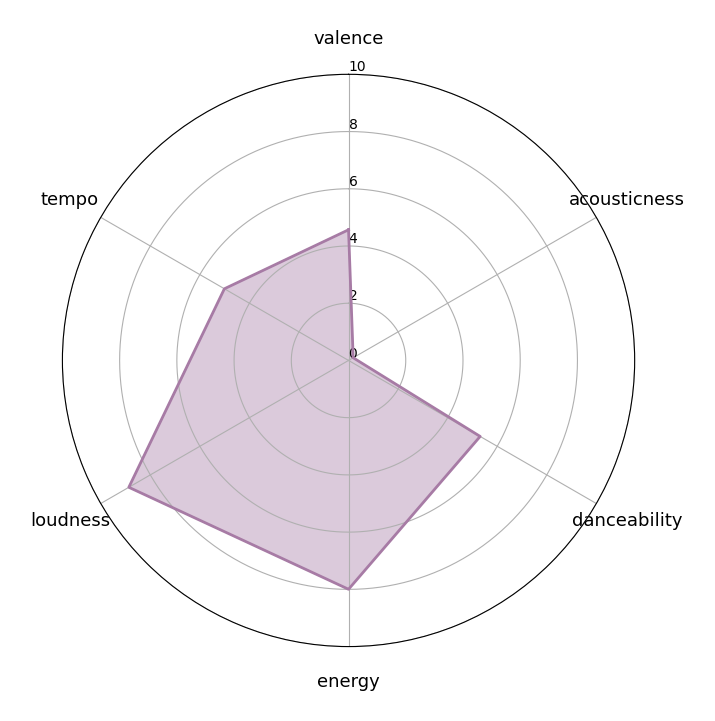 valence
10
8
tempo
6
acousticness
4
2
0
loudness
danceability
energy